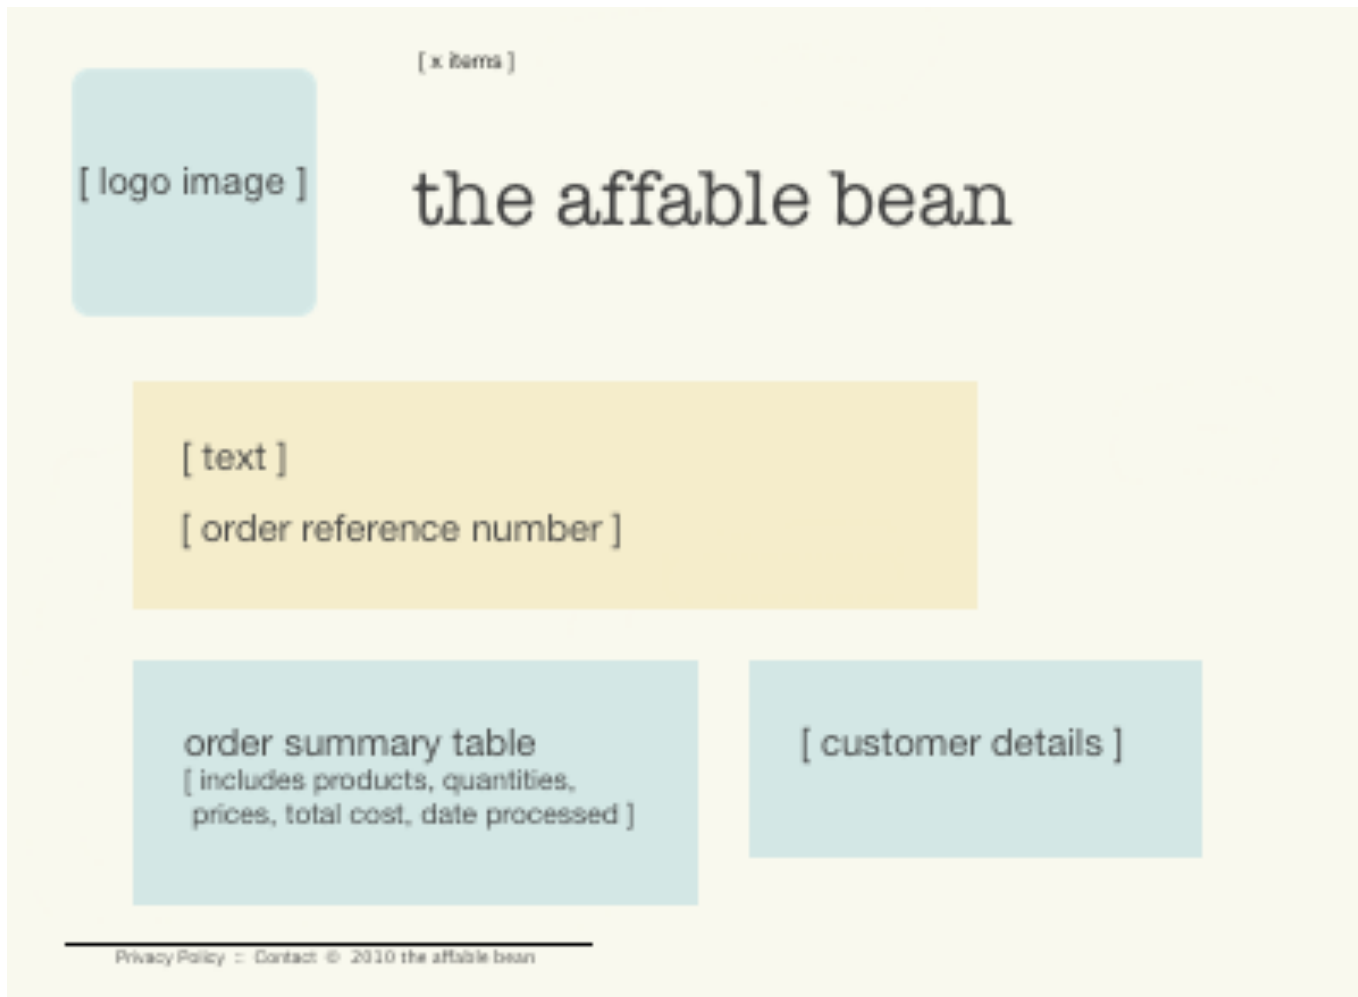 [ x items ]
[ logo image ]
the affable bean
[ text ]
[ order reference number ]
order summary table
[ includes products, quantities,
prices, total cost, date processed ]
[ customer details ]
Privacy Policy :: Contact © 2010 the affable bean